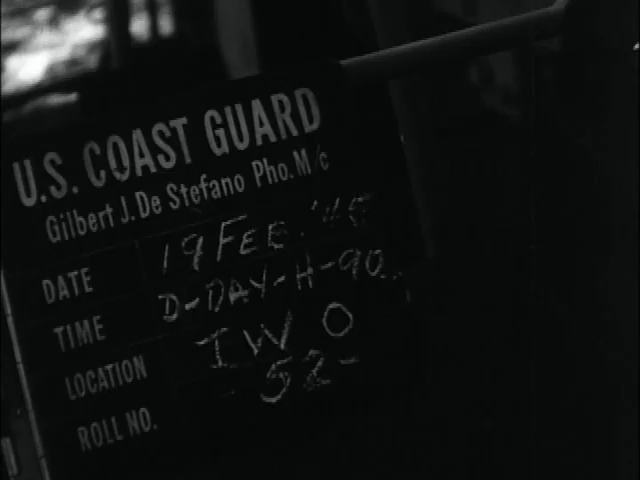 U.S. COAST GUARD
Gilbert J. De Stefano Pho. M/c
DATE 19 FEB. '45
TIME D-DAY-H-90
LOCATION IWO
ROLL NO. 52-